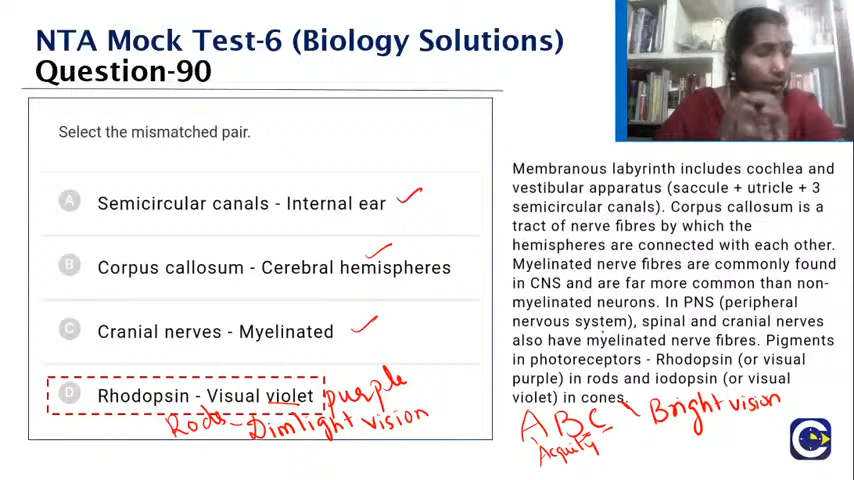 NTA Mock Test-6 (Biology Solutions)
Question-90
Select the mismatched pair.
A Semicircular canals - Internal ear
B Corpus callosum - Cerebral hemispheres
C Cranial nerves - Myelinated
D Rhodopsin - Visual violet purple
Rods - Dimlight vision
Membranous labyrinth includes cochlea and
vestibular apparatus (saccule + utricle + 3
semicircular canals). Corpus callosum is a
tract of nerve fibres by which the
hemispheres are connected with each other.
Myelinated nerve fibres are commonly found
in CNS and are far more common than non-
myelinated neurons. In PNS (peripheral
nervous system), spinal and cranial nerves
also have myelinated nerve fibres. Pigments
in photoreceptors - Rhodopsin (or visual
purple) in rods and iodopsin (or visual
violet) in cones.
A B C \ Bright vision
Acquity